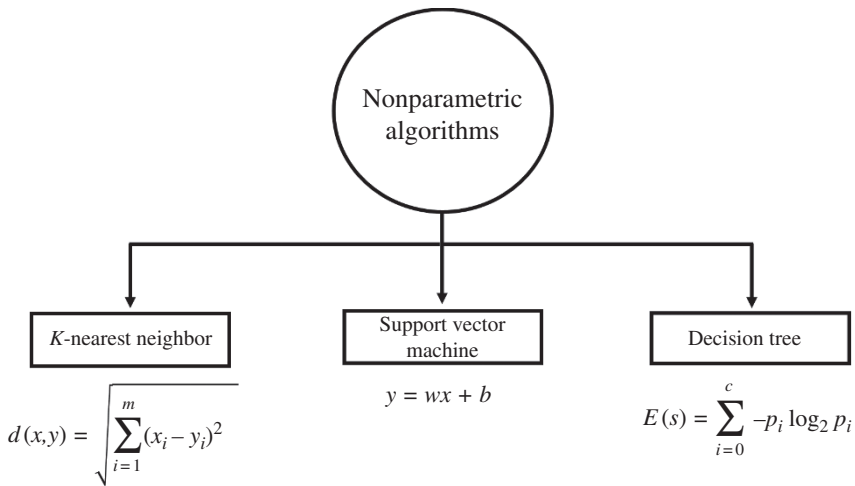 Nonparametric
algorithms
K-nearest neighbor
Support vector
machine
Decision tree
d(x,y) = √∑_{i=1}^{m}(x_i – y_i)^2
y = wx + b
E(s) = ∑_{i=0}^{c} –p_i log_2 p_i